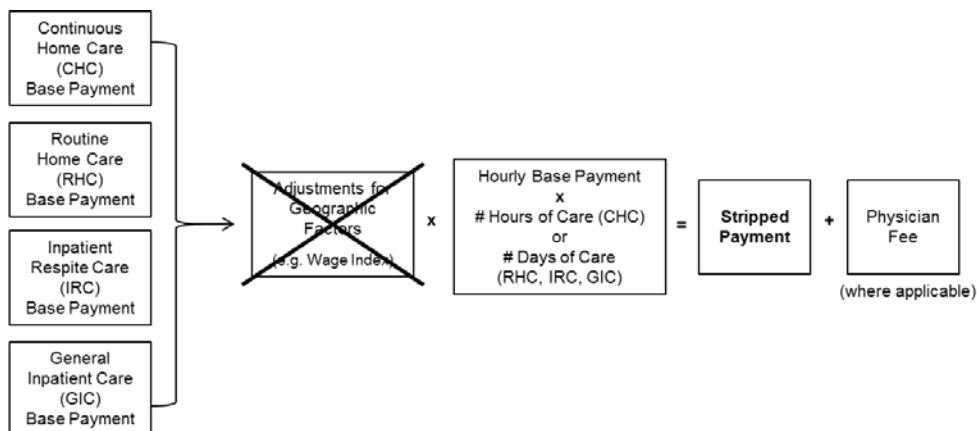 Continuous
Home Care
(CHC)
Base Payment
Routine
Home Care
(RHC)
Base Payment
Inpatient
Respite Care
(IRC)
Base Payment
General
Inpatient Care
(GIC)
Base Payment
Adjustments for
Geographic
Factors
(e.g. Wage Index)
x
Hourly Base Payment
x
# Hours of Care (CHC)
or
# Days of Care
(RHC, IRC, GIC)
=
Stripped
Payment
+
Physician
Fee
(where applicable)